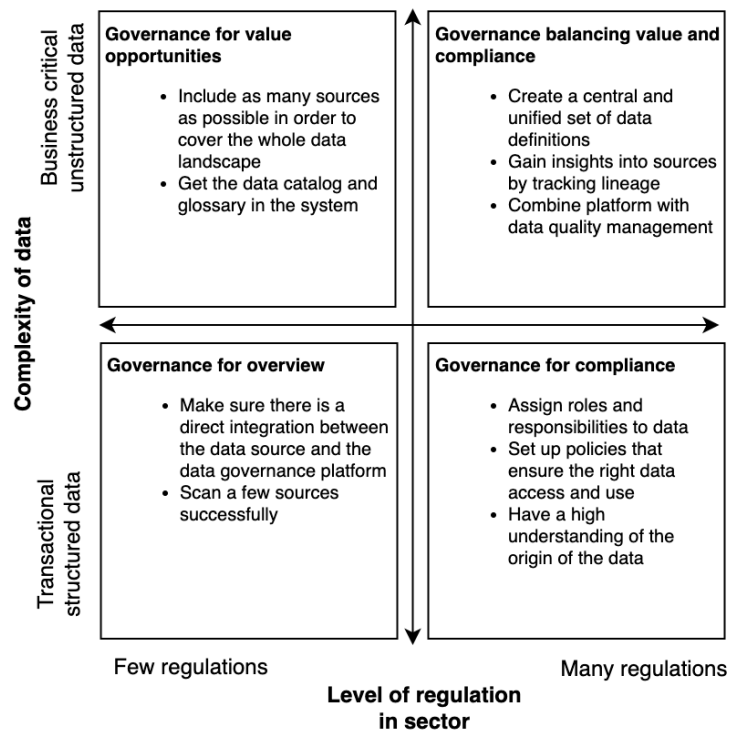 Governance for value
opportunities
• Include as many sources
as possible in order to
cover the whole data
landscape
• Get the data catalog and
glossary in the system
Governance balancing value and
compliance
• Create a central and
unified set of data
definitions
• Gain insights into sources
by tracking lineage
• Combine platform with
data quality management
Business critical
unstructured data
Complexity of data
Transactional
structured data
Governance for overview
• Make sure there is a
direct integration between
the data source and the
data governance platform
• Scan a few sources
successfully
Governance for compliance
• Assign roles and
responsibilities to data
• Set up policies that
ensure the right data
access and use
• Have a high
understanding of the
origin of the data
Few regulations
Many regulations
Level of regulation
in sector